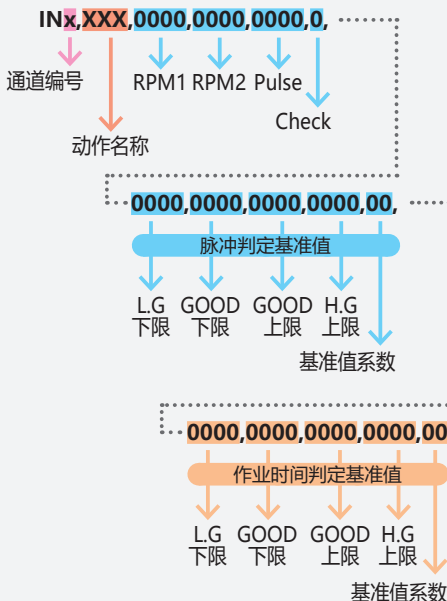 INx,XXX,0000,0000,0000,0,
通道编号
RPM1 RPM2 Pulse
Check
动作名称
0000,0000,0000,0000,00,
脉冲判定基准值
L.G GOOD GOOD H.G
下限 下限 上限 上限
基准值系数
0000,0000,0000,0000,00
作业时间判定基准值
L.G GOOD GOOD H.G
下限 下限 上限 上限
基准值系数